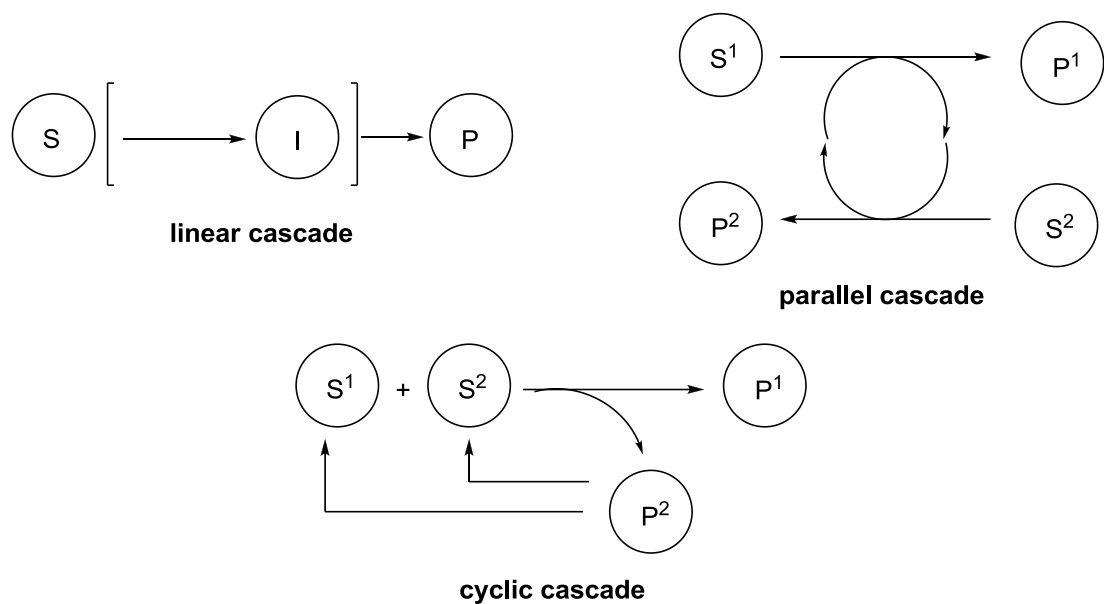 S I P
linear cascade
S¹ P¹
P² S²
parallel cascade
S¹ + S² P¹
P²
cyclic cascade